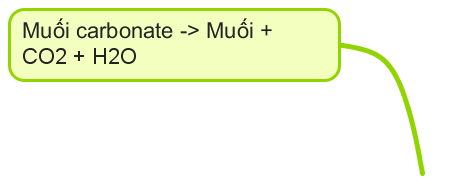 Muối carbonate -> Muối +
CO2 + H2O